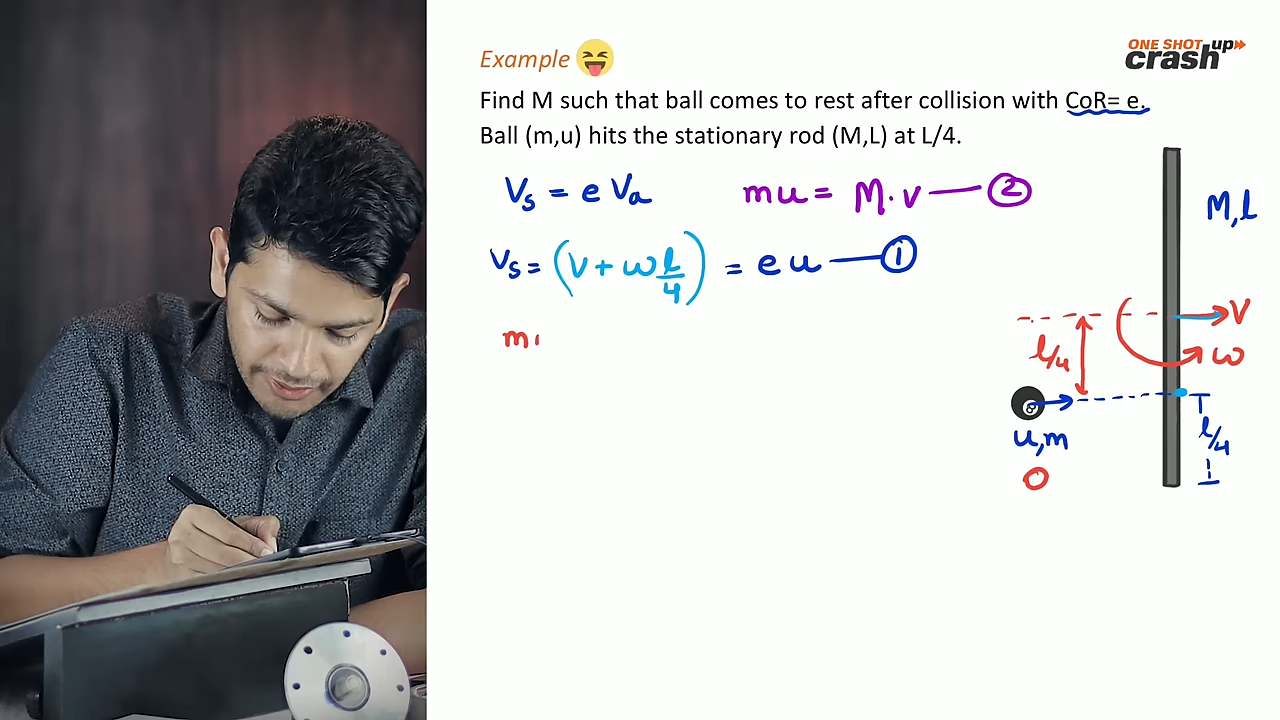 Example
ONE SHOT
crash up
Find M such that ball comes to rest after collision with CoR= e.
Ball (m,u) hits the stationary rod (M,L) at L/4.
Vs = e Va
mu = M·v — ②
Vs = (v + ω l/4) = eu — ①
m
M, l
V
l/4
ω
u,m
l/4
0